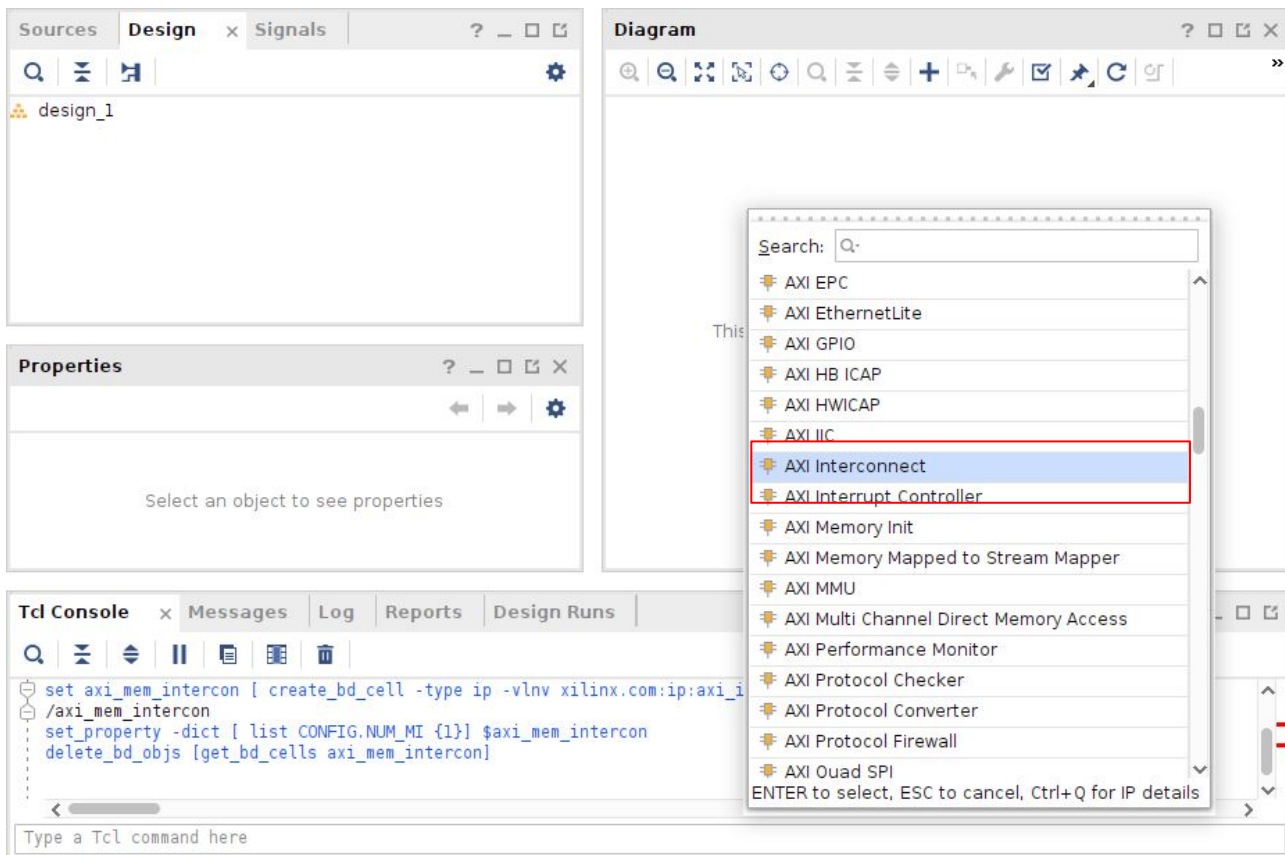 Sources Design × Signals
design_1
Properties
Select an object to see properties
Diagram
This
Search:
AXI EPC
AXI EthernetLite
AXI GPIO
AXI HB ICAP
AXI HWICAP
AXI IIC
AXI Interconnect
AXI Interrupt Controller
AXI Memory Init
AXI Memory Mapped to Stream Mapper
AXI MMU
AXI Multi Channel Direct Memory Access
AXI Performance Monitor
AXI Protocol Checker
AXI Protocol Converter
AXI Protocol Firewall
AXI Quad SPI
ENTER to select, ESC to cancel, Ctrl+Q for IP details
Tcl Console × Messages Log Reports Design Runs
set axi_mem_intercon [ create_bd_cell -type ip -vlnv xilinx.com:ip:axi_i
/axi_mem_intercon
set_property -dict [ list CONFIG.NUM_MI {1}] $axi_mem_intercon
delete_bd_objs [get_bd_cells axi_mem_intercon]
Type a Tcl command here